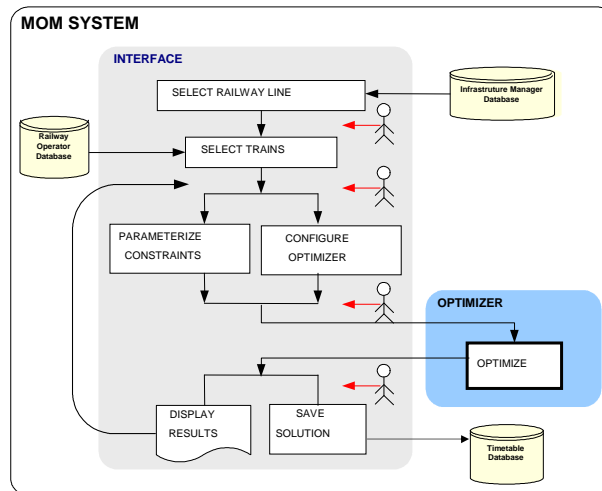 MOM SYSTEM
INTERFACE
SELECT RAILWAY LINE
Infrastruture Manager
Database
Railway
Operator
Database
SELECT TRAINS
PARAMETERIZE
CONSTRAINTS
CONFIGURE
OPTIMIZER
OPTIMIZER
OPTIMIZE
DISPLAY
RESULTS
SAVE
SOLUTION
Timetable
Database